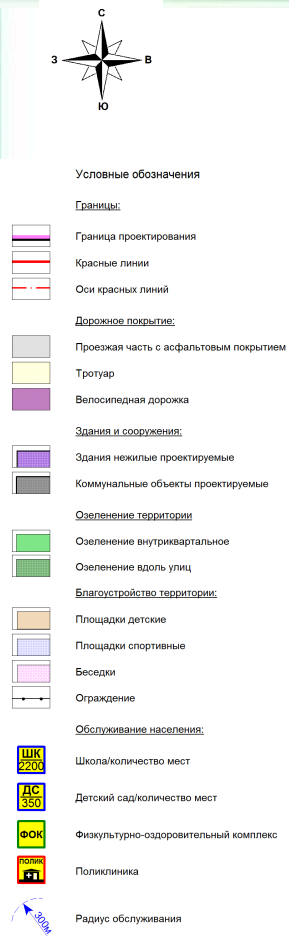 С
З В
Ю
Условные обозначения
Границы:
Граница проектирования
Красные линии
Оси красных линий
Дорожное покрытие:
Проезжая часть с асфальтовым покрытием
Тротуар
Велосипедная дорожка
Здания и сооружения:
Здания нежилые проектируемые
Коммунальные объекты проектируемые
Озеленение территории
Озеленение внутриквартальное
Озеленение вдоль улиц
Благоустройство территории:
Площадки детские
Площадки спортивные
Беседки
Ограждение
Обслуживание населения:
ШК
2200
Школа/количество мест
ДС
350
Детский сад/количество мест
ФОК
Физкультурно-оздоровительный комплекс
ПОЛИК
Поликлиника
300м.
Радиус обслуживания